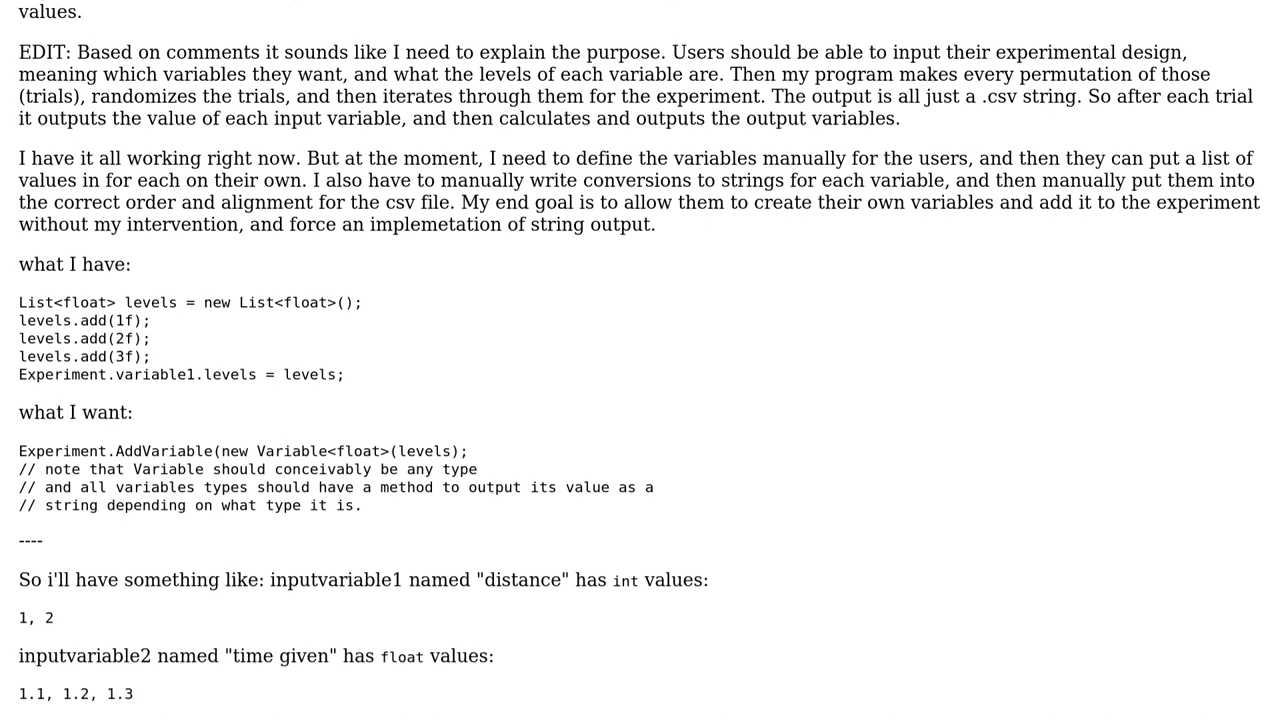 values.
EDIT: Based on comments it sounds like I need to explain the purpose. Users should be able to input their experimental design,
meaning which variables they want, and what the levels of each variable are. Then my program makes every permutation of those
(trials), randomizes the trials, and then iterates through them for the experiment. The output is all just a .csv string. So after each trial
it outputs the value of each input variable, and then calculates and outputs the output variables.
I have it all working right now. But at the moment, I need to define the variables manually for the users, and then they can put a list of
values in for each on their own. I also have to manually write conversions to strings for each variable, and then manually put them into
the correct order and alignment for the csv file. My end goal is to allow them to create their own variables and add it to the experiment
without my intervention, and force an implemetation of string output.
what I have:
List<float> levels = new List<float>();
levels.add(1f);
levels.add(2f);
levels.add(3f);
Experiment.variable1.levels = levels;
what I want:
Experiment.AddVariable(new Variable<float>(levels);
// note that Variable should conceivably be any type
// and all variables types should have a method to output its value as a
// string depending on what type it is.
----
So i'll have something like: inputvariable1 named "distance" has int values:
1, 2
inputvariable2 named "time given" has float values:
1.1, 1.2, 1.3